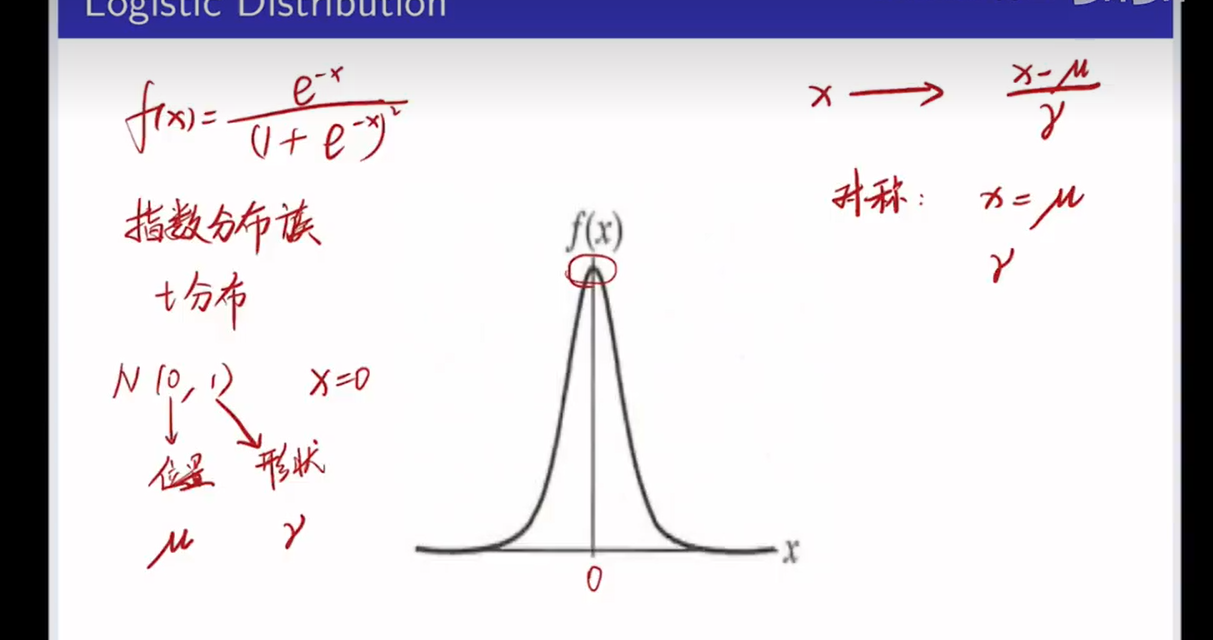 Logistic Distribution
f(x) = e^{-x} / (1 + e^{-x})^2
x → (x - μ) / γ
指数分布族
对称: x = μ
γ
f(x)
t分布
N(0, 1) x=0
位置 形状
μ γ
x
0